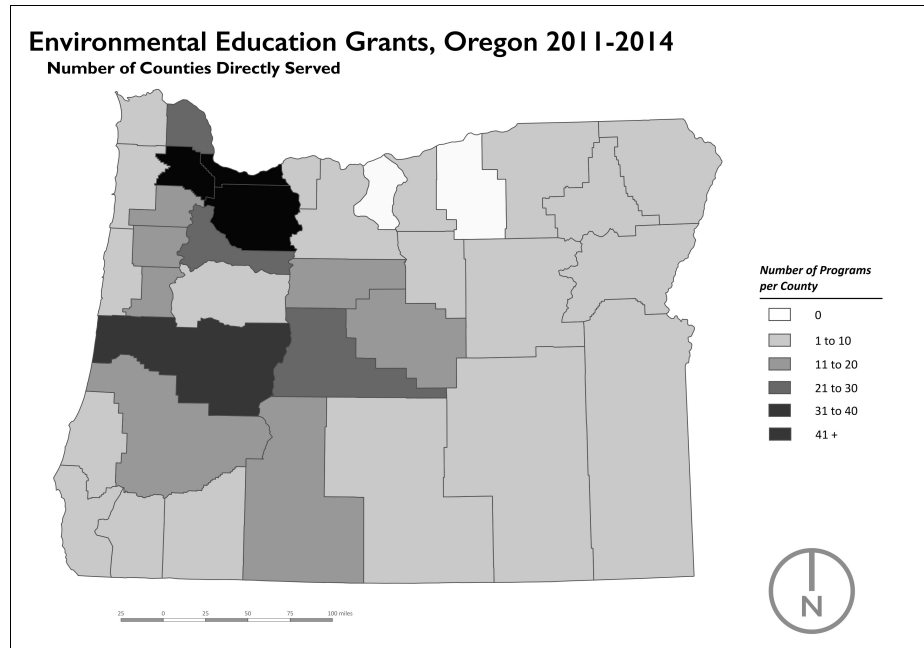 Environmental Education Grants, Oregon 2011-2014
Number of Counties Directly Served
Number of Programs
per County
0
1 to 10
11 to 20
21 to 30
31 to 40
41 +
25 0 25 50 75 100 miles
N